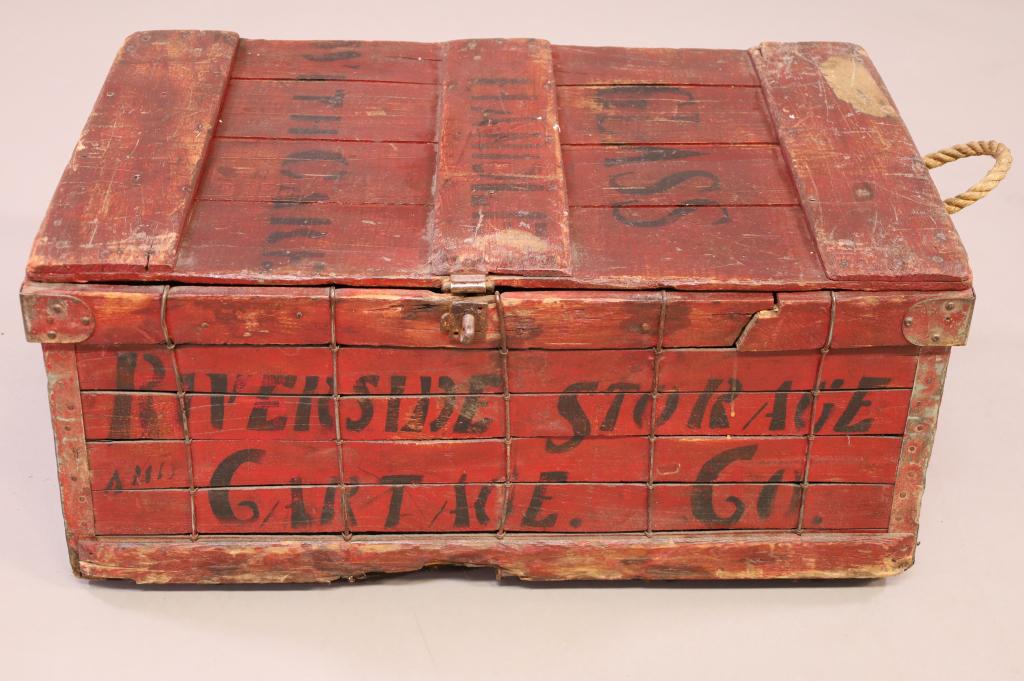 GLASS
HANDLE
WITH CARE.
RIVERSIDE STORAGE
AND CARTAGE. CO.